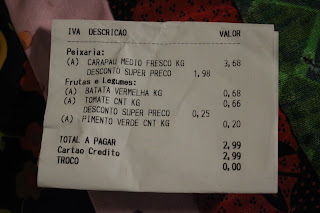 IVA DESCRICAO VALOR
Peixaria:
(A) CARAPAU MEDIO FRESCO KG 3,68
DESCONTO SUPER PRECO 1,98
Frutas e Legumes:
(A) BATATA VERMELHA KG 0,68
(A) TOMATE CNT KG 0,66
DESCONTO SUPER PRECO 0,25
(A) PIMENTO VERDE CNT KG 0,20
TOTAL A PAGAR 2,99
Cartao Credito 2,99
TROCO 0,00